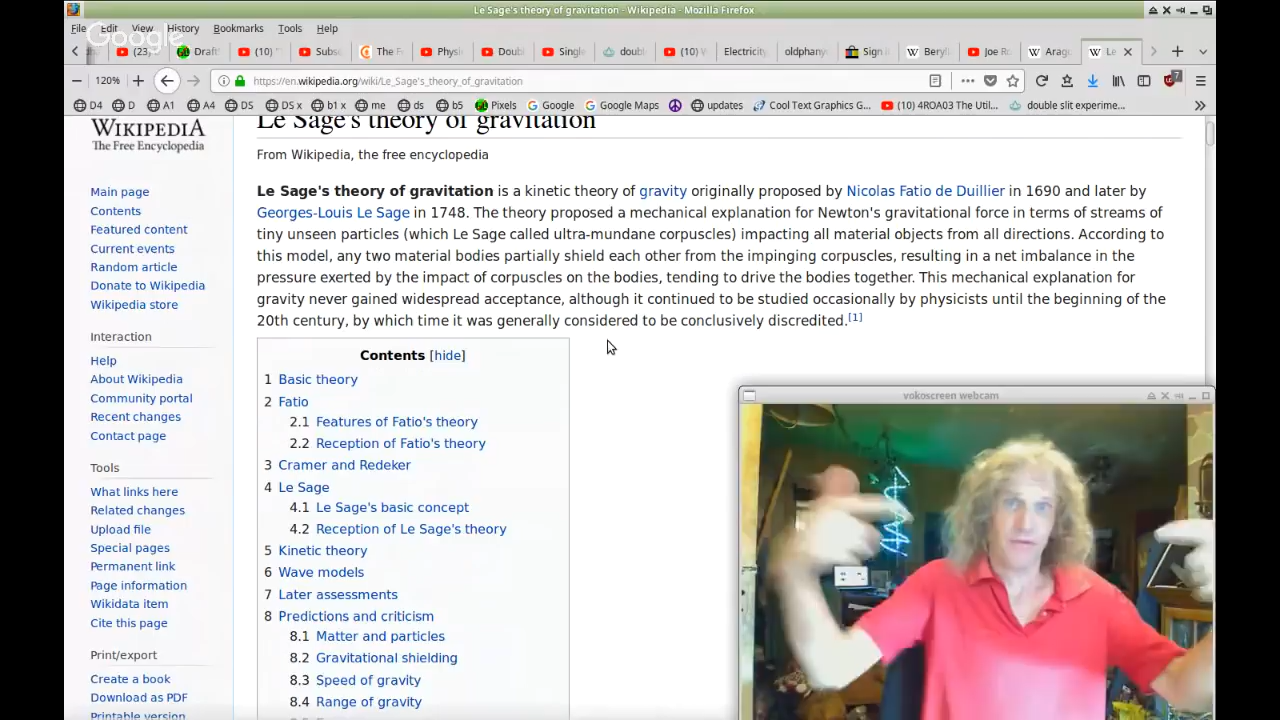 Le Sage's theory of gravitation - Wikipedia - Mozilla Firefox
Google
File Edit View History Bookmarks Tools Help
(23, Draft (10) " Subs The F Physi Doubl Single doubl (10) Electricity, oldphany Sign Beryl Joe Ro Arago Le
120% https://en.wikipedia.org/wiki/Le_Sage's_theory_of_gravitation 7
D4 D A1 A4 DS DS x b1 x me ds b5 Pixels Google Google Maps updates Cool Text Graphics G... (10) 4ROA03 The Util... double slit experime...
WIKIPEDIA
The Free Encyclopedia
Main page
Contents
Featured content
Current events
Random article
Donate to Wikipedia
Wikipedia store
Interaction
Help
About Wikipedia
Community portal
Recent changes
Contact page
Tools
What links here
Related changes
Upload file
Special pages
Permanent link
Page information
Wikidata item
Cite this page
Print/export
Create a book
Download as PDF
Printable version
Le Sage's theory of gravitation
From Wikipedia, the free encyclopedia
Le Sage's theory of gravitation is a kinetic theory of gravity originally proposed by Nicolas Fatio de Duillier in 1690 and later by
Georges-Louis Le Sage in 1748. The theory proposed a mechanical explanation for Newton's gravitational force in terms of streams of
tiny unseen particles (which Le Sage called ultra-mundane corpuscles) impacting all material objects from all directions. According to
this model, any two material bodies partially shield each other from the impinging corpuscles, resulting in a net imbalance in the
pressure exerted by the impact of corpuscles on the bodies, tending to drive the bodies together. This mechanical explanation for
gravity never gained widespread acceptance, although it continued to be studied occasionally by physicists until the beginning of the
20th century, by which time it was generally considered to be conclusively discredited.[1]
Contents [hide]
1 Basic theory
2 Fatio
2.1 Features of Fatio's theory
2.2 Reception of Fatio's theory
3 Cramer and Redeker
4 Le Sage
4.1 Le Sage's basic concept
4.2 Reception of Le Sage's theory
5 Kinetic theory
6 Wave models
7 Later assessments
8 Predictions and criticism
8.1 Matter and particles
8.2 Gravitational shielding
8.3 Speed of gravity
8.4 Range of gravity
vokoscreen webcam